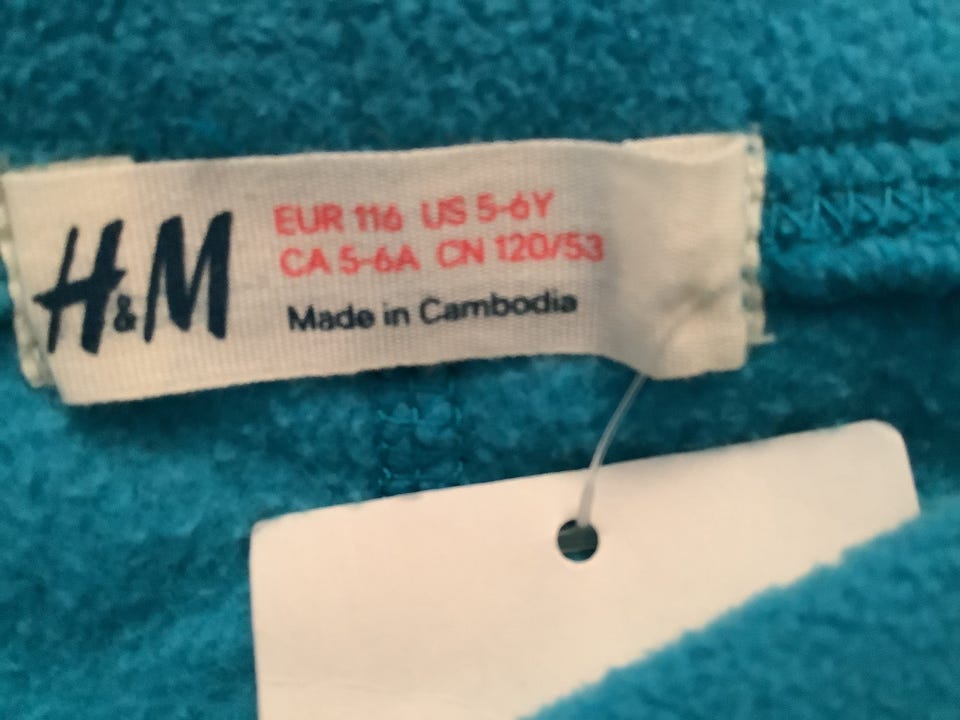 H&M
EUR 116 US 5-6Y
CA 5-6A CN 120/53
Made in Cambodia